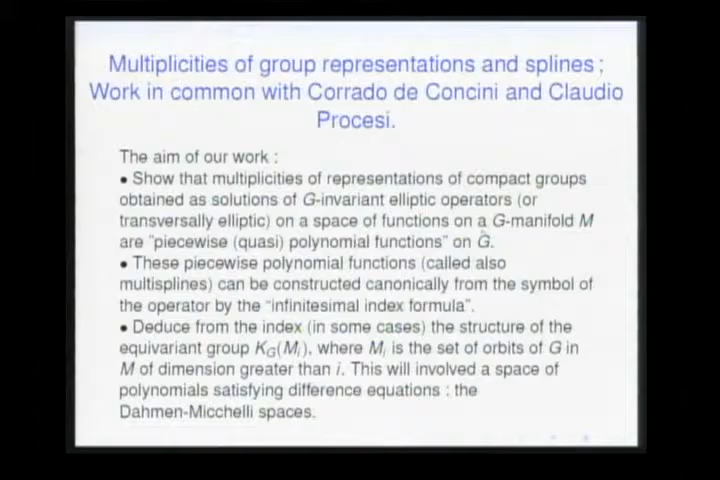 Multiplicities of group representations and splines ;
Work in common with Corrado de Concini and Claudio
Procesi.
The aim of our work :
• Show that multiplicities of representations of compact groups
obtained as solutions of G-invariant elliptic operators (or
transversally elliptic) on a space of functions on a G-manifold M
are "piecewise (quasi) polynomial functions" on Ĝ.
• These piecewise polynomial functions (called also
multisplines) can be constructed canonically from the symbol of
the operator by the "infinitesimal index formula".
• Deduce from the index (in some cases) the structure of the
equivariant group K_G(M_i), where M_i is the set of orbits of G in
M of dimension greater than i. This will involved a space of
polynomials satisfying difference equations : the
Dahmen-Micchelli spaces.